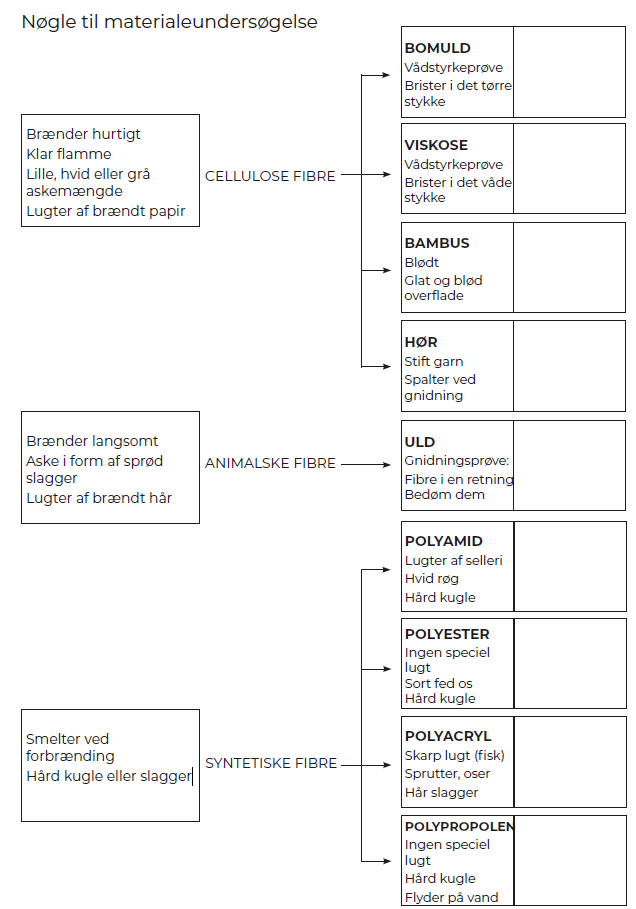 Nøgle til materialeundersøgelse
Brænder hurtigt
Klar flamme
Lille, hvid eller grå
askemængde
Lugter af brændt papir
CELLULOSE FIBRE
BOMULD
Vådstyrkeprøve
Brister i det tørre
stykke
VISKOSE
Vådstyrkeprøve
Brister i det våde
stykke
BAMBUS
Blødt
Glat og blød
overflade
HØR
Stift garn
Spalter ved
gnidning
Brænder langsomt
Aske i form af sprød
slagger
Lugter af brændt hår
ANIMALSKE FIBRE
ULD
Gnidningsprøve:
Fibre i en retning
Bedøm dem
Smelter ved
forbrænding
Hård kugle eller slagger
SYNTETISKE FIBRE
POLYAMID
Lugter af selleri
Hvid røg
Hård kugle
POLYESTER
Ingen speciel
lugt
Sort fed os
Hård kugle
POLYACRYL
Skarp lugt (fisk)
Sprutter, oser
Hår slagger
POLYPROPOLEN
Ingen speciel
lugt
Hård kugle
Flyder på vand